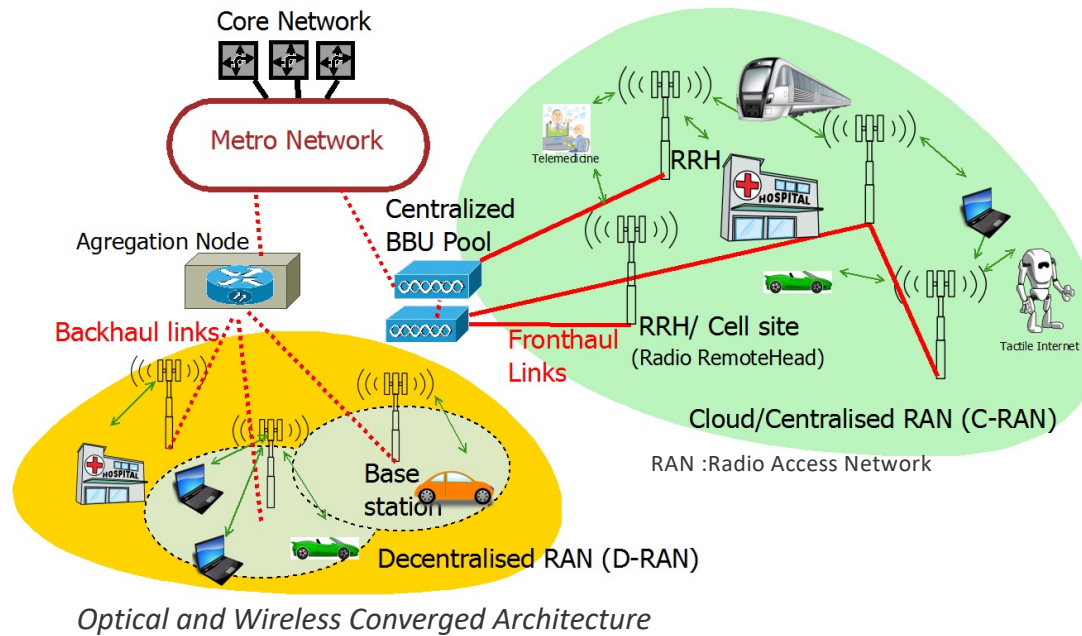 Core Network
Metro Network
Telemedicine
RRH
HOSPITAL
Centralized
BBU Pool
Agregation Node
Backhaul links
Fronthaul
Links
RRH/ Cell site
(Radio RemoteHead)
Tactile Internet
Cloud/Centralised RAN (C-RAN)
RAN :Radio Access Network
HOSPITAL
Base
station
Decentralised RAN (D-RAN)
Optical and Wireless Converged Architecture